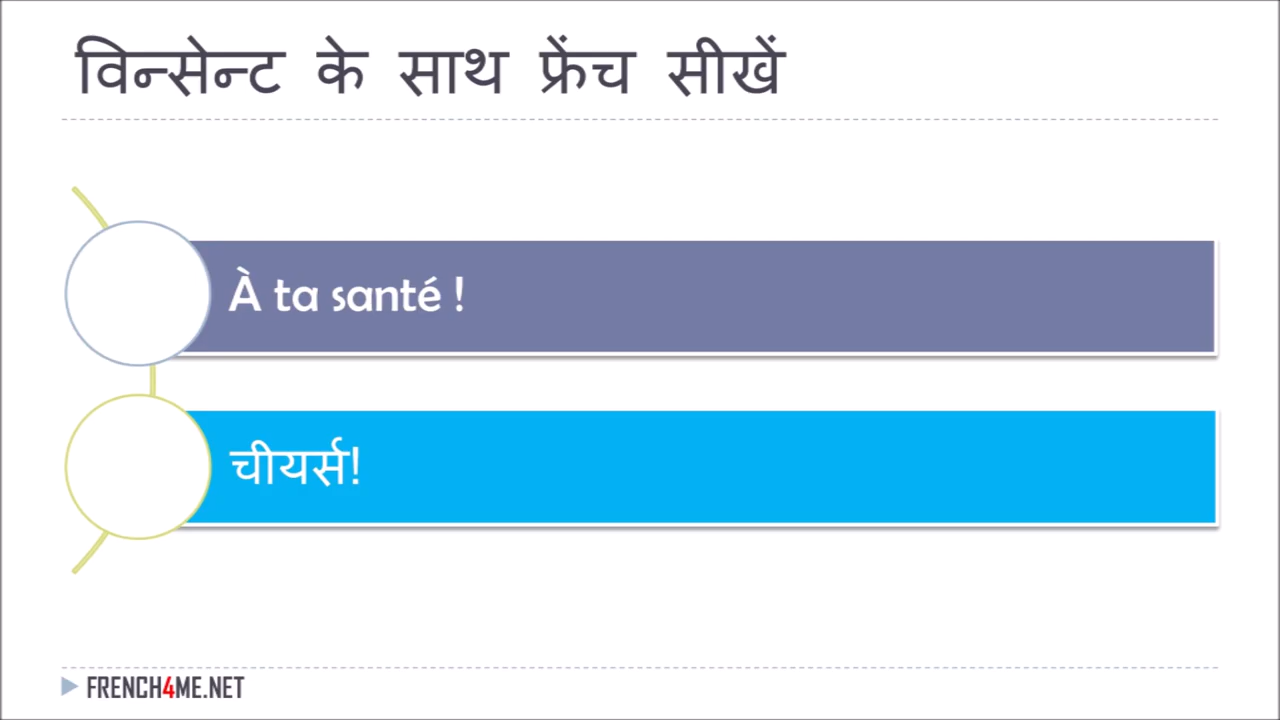 विन्सेन्ट के साथ फ्रेंच सीखें
À ta santé !
चीयर्स!
FRENCH4ME.NET